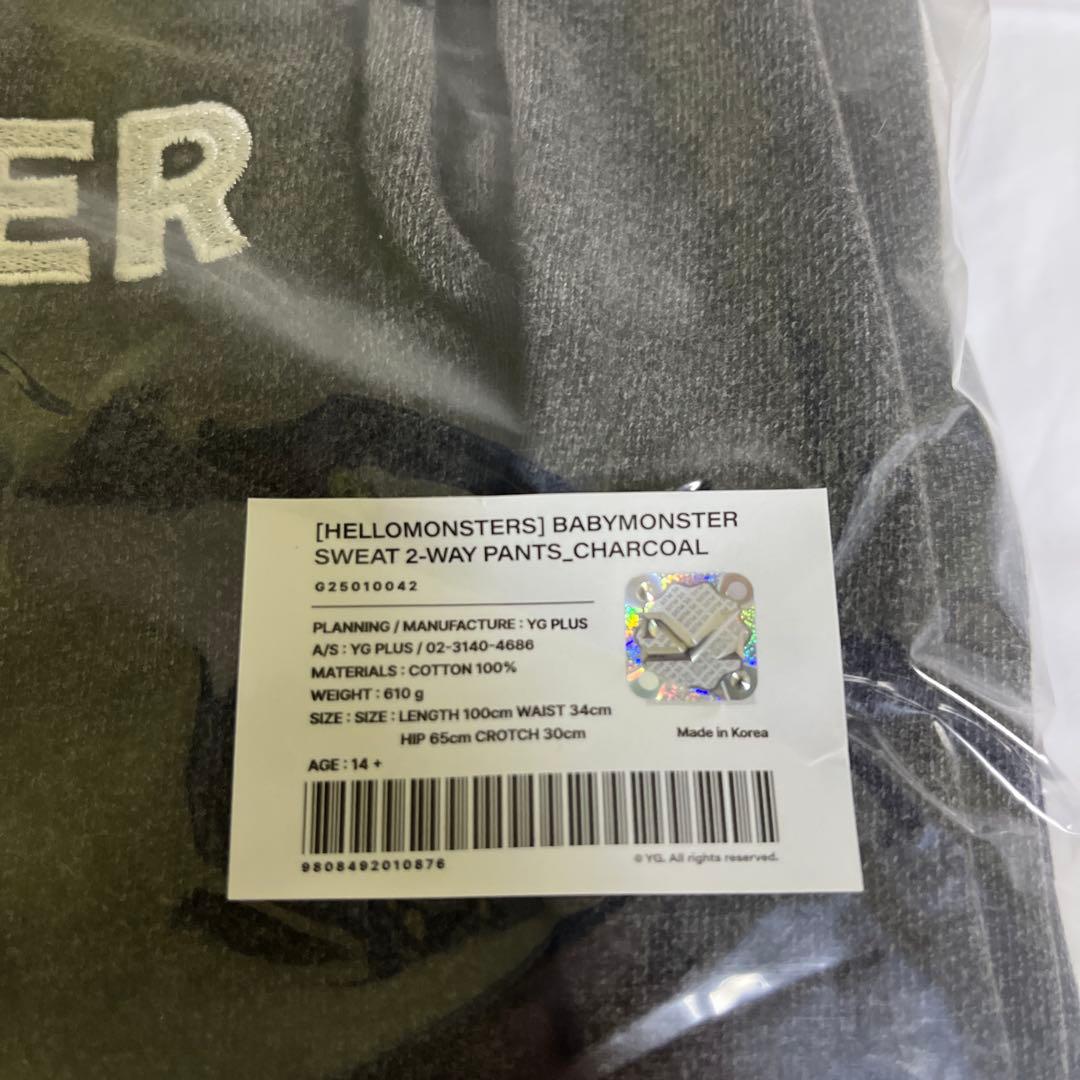 ER
[HELLOMONSTERS] BABYMONSTER
SWEAT 2-WAY PANTS_CHARCOAL
G25010042
PLANNING / MANUFACTURE : YG PLUS
A/S : YG PLUS / 02-3140-4686
MATERIALS : COTTON 100%
WEIGHT : 610 g
SIZE : SIZE : LENGTH 100cm WAIST 34cm
HIP 65cm CROTCH 30cm
Made in Korea
AGE : 14 +
9808492010876
© YG. All rights reserved.